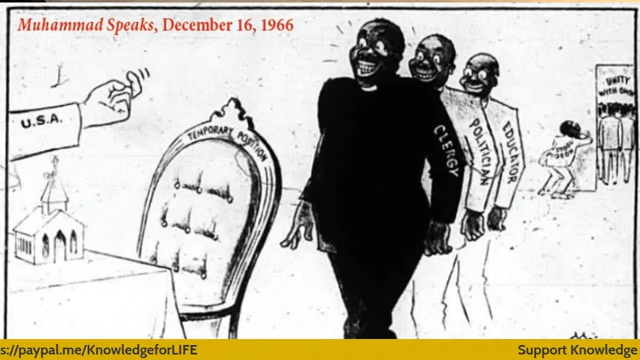 Muhammad Speaks, December 16, 1966
U.S.A.
TEMPORARY POSITION
CLERGY
POLITICIAN
EDUCATOR
UNITY
WITH OWN
s://paypal.me/KnowledgeforLIFE
Support Knowledge